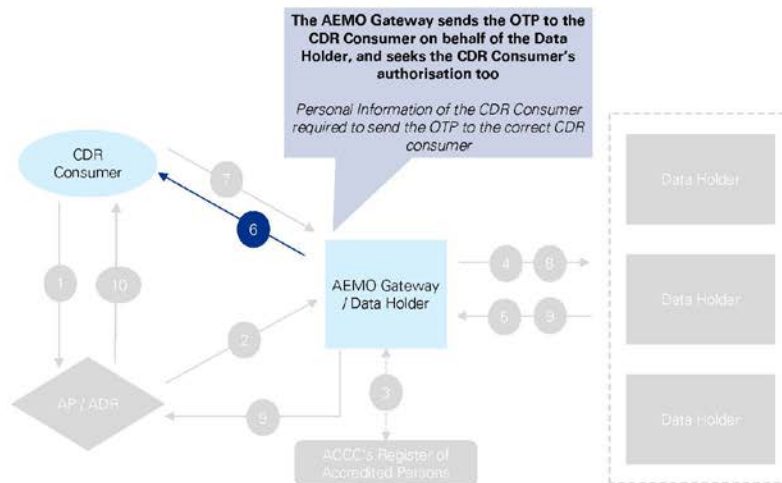 The AEMO Gateway sends the OTP to the
CDR Consumer on behalf of the Data
Holder, and seeks the CDR Consumer's
authorisation too
Personal Information of the CDR Consumer
required to send the OTP to the correct CDR
consumer
CDR
Consumer
7
6
Data Holder
1
10
AEMO Gateway
/ Data Holder
4
8
5
9
Data Holder
2
3
AP / ADR
9
Data Holder
ACCC's Register of
Accredited Persons